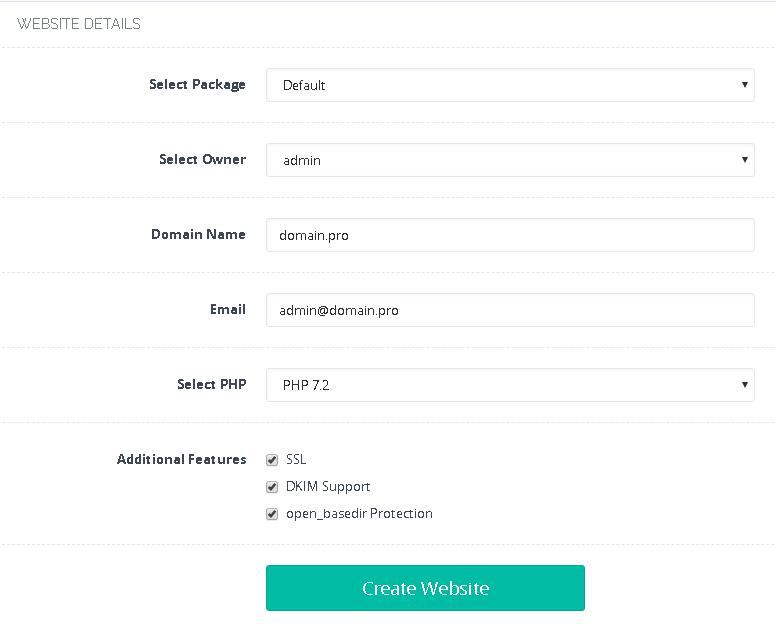 WEBSITE DETAILS
Select Package Default
Select Owner admin
Domain Name domain.pro
Email admin@domain.pro
Select PHP PHP 7.2
Additional Features SSL
DKIM Support
open_basedir Protection
Create Website